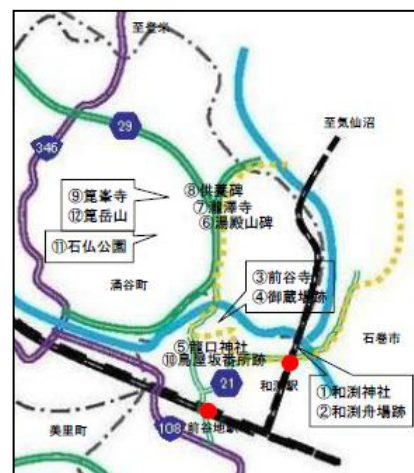 至登米
29
至気仙沼
346
⑨箟峯寺
⑫箟岳山
⑧供養碑
⑦瀧澤寺
⑥湯殿山碑
⑪石仏公園
涌谷町
③前谷寺
④御蔵場跡
石巻市
⑤龍口神社
⑩鳥屋坂番所跡
21
和渕駅
①和渕神社
②和渕舟場跡
美里町
108
前谷地駅